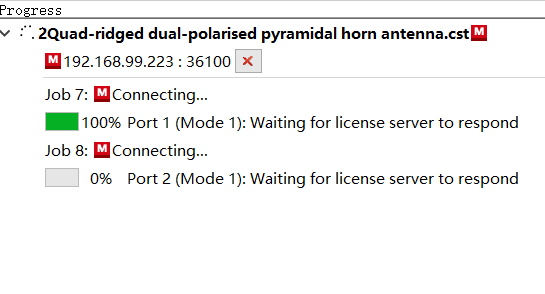 Progress
2Quad-ridged dual-polarised pyramidal horn antenna.cst M
M 192.168.99.223 : 36100
Job 7: M Connecting...
100% Port 1 (Mode 1): Waiting for license server to respond
Job 8: M Connecting...
0% Port 2 (Mode 1): Waiting for license server to respond